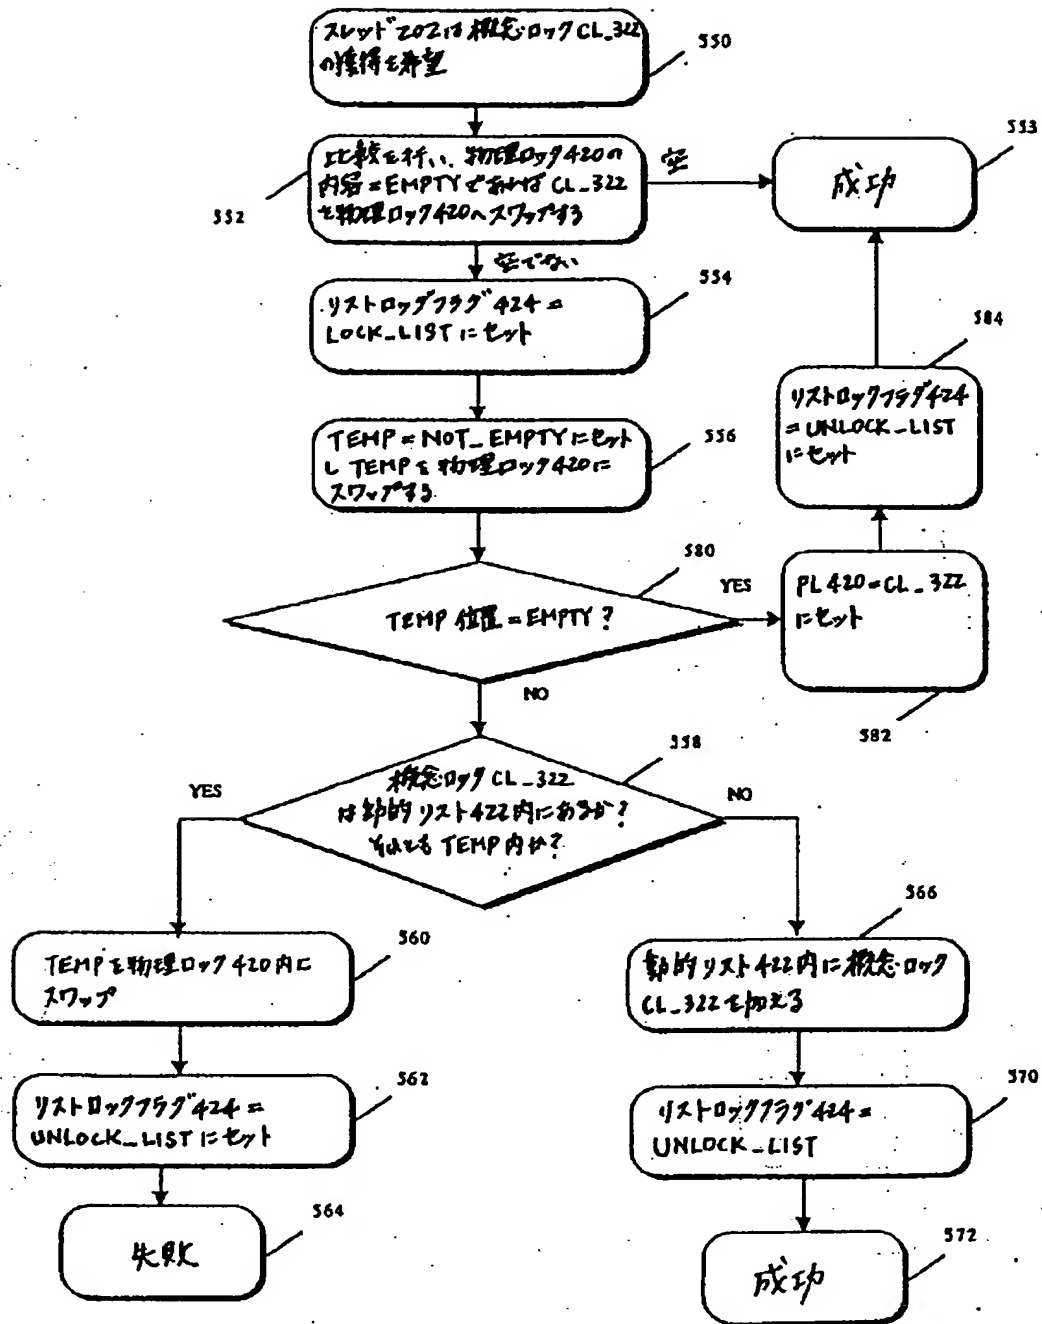 スレッド202は概念ロックCL_322
の獲得を希望
550
比較を行い、物理ロック420の
内容=EMPTYであれば CL_322
を物理ロック420へスワップする
552
空
成功
553
空でない
リストロックフラグ424=
LOCK_LISTにセット
554
TEMP=NOT_EMPTYにセット
し TEMPを物理ロック420に
スワップする
556
リストロックフラグ424
=UNLOCK_LIST
にセット
584
TEMP位置=EMPTY?
580
YES
PL420=CL_322
にセット
582
NO
概念ロックCL_322
は動的リスト422内にあるか?
それともTEMP内か?
558
YES
NO
TEMPを物理ロック420内に
スワップ
560
動的リスト422内に概念ロック
CL_322を加える
566
リストロックフラグ424=
UNLOCK_LISTにセット
562
リストロックフラグ424=
UNLOCK_LIST
570
失敗
564
成功
572